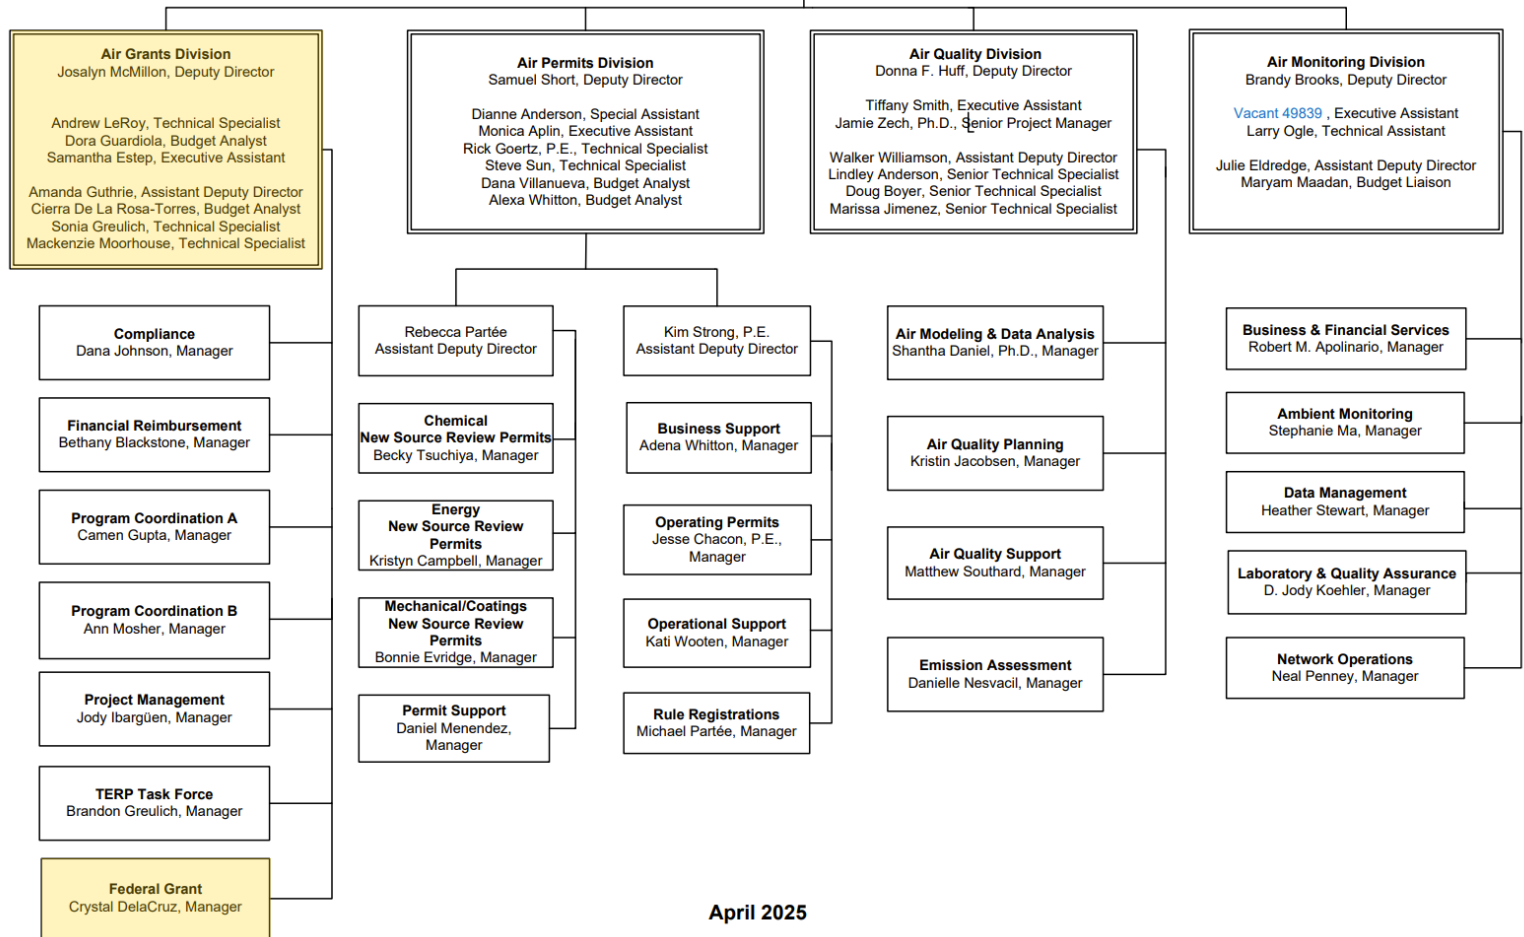 Air Grants Division
Josalyn McMillon, Deputy Director
Andrew LeRoy, Technical Specialist
Dora Guardiola, Budget Analyst
Samantha Estep, Executive Assistant
Amanda Guthrie, Assistant Deputy Director
Cierra De La Rosa-Torres, Budget Analyst
Sonia Greulich, Technical Specialist
Mackenzie Moorhouse, Technical Specialist
Air Permits Division
Samuel Short, Deputy Director
Dianne Anderson, Special Assistant
Monica Aplin, Executive Assistant
Rick Goertz, P.E., Technical Specialist
Steve Sun, Technical Specialist
Dana Villanueva, Budget Analyst
Alexa Whitton, Budget Analyst
Air Quality Division
Donna F. Huff, Deputy Director
Tiffany Smith, Executive Assistant
Jamie Zech, Ph.D., Senior Project Manager
Walker Williamson, Assistant Deputy Director
Lindley Anderson, Senior Technical Specialist
Doug Boyer, Senior Technical Specialist
Marissa Jimenez, Senior Technical Specialist
Air Monitoring Division
Brandy Brooks, Deputy Director
Vacant 49839 , Executive Assistant
Larry Ogle, Technical Assistant
Julie Eldredge, Assistant Deputy Director
Maryam Maadan, Budget Liaison
Compliance
Dana Johnson, Manager
Financial Reimbursement
Bethany Blackstone, Manager
Program Coordination A
Camen Gupta, Manager
Program Coordination B
Ann Mosher, Manager
Project Management
Jody Ibargüen, Manager
TERP Task Force
Brandon Greulich, Manager
Federal Grant
Crystal DelaCruz, Manager
Rebecca Partée
Assistant Deputy Director
Chemical
New Source Review Permits
Becky Tsuchiya, Manager
Energy
New Source Review
Permits
Kristyn Campbell, Manager
Mechanical/Coatings
New Source Review
Permits
Bonnie Evridge, Manager
Permit Support
Daniel Menendez,
Manager
Kim Strong, P.E.
Assistant Deputy Director
Business Support
Adena Whitton, Manager
Operating Permits
Jesse Chacon, P.E.,
Manager
Operational Support
Kati Wooten, Manager
Rule Registrations
Michael Partée, Manager
Air Modeling & Data Analysis
Shantha Daniel, Ph.D., Manager
Air Quality Planning
Kristin Jacobsen, Manager
Air Quality Support
Matthew Southard, Manager
Emission Assessment
Danielle Nesvacil, Manager
Business & Financial Services
Robert M. Apolinario, Manager
Ambient Monitoring
Stephanie Ma, Manager
Data Management
Heather Stewart, Manager
Laboratory & Quality Assurance
D. Jody Koehler, Manager
Network Operations
Neal Penney, Manager
April 2025